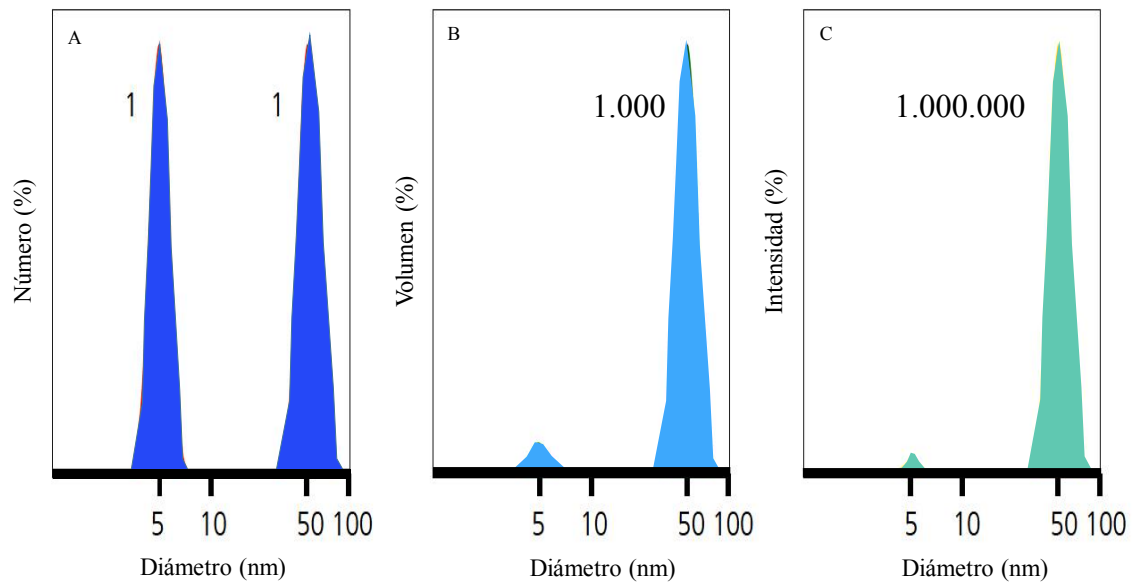 A
1
1
Número (%)
5 10 50 100
Diámetro (nm)
B
1.000
Volumen (%)
5 10 50 100
Diámetro (nm)
C
1.000.000
Intensidad (%)
5 10 50 100
Diámetro (nm)